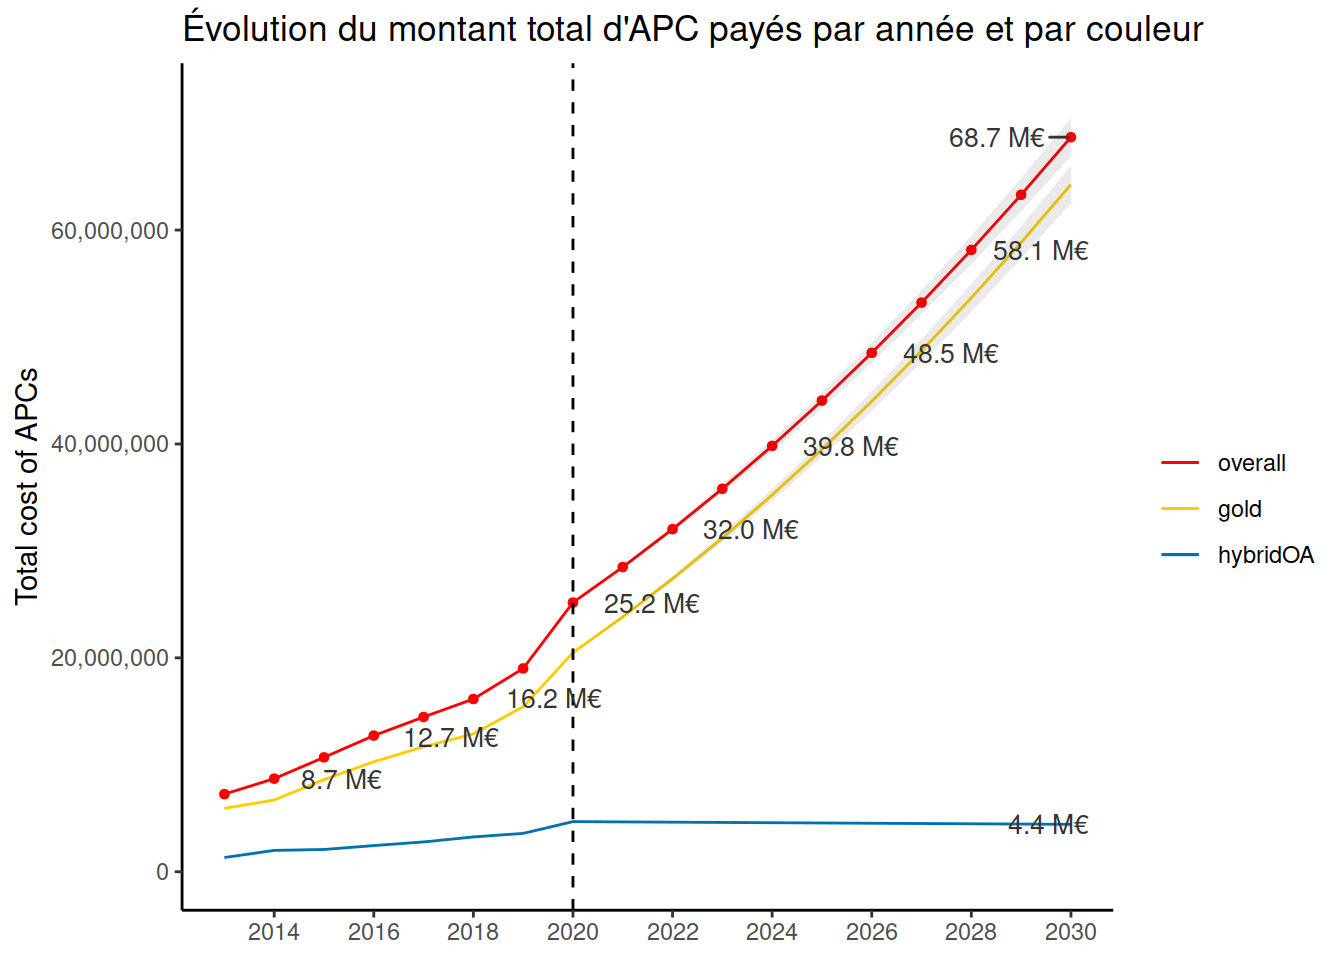 Évolution du montant total d'APC payés par année et par couleur
Total cost of APCs
60,000,000
40,000,000
20,000,000
0
68.7 M€
58.1 M€
48.5 M€
39.8 M€
32.0 M€
25.2 M€
16.2 M€
12.7 M€
8.7 M€
4.4 M€
2014 2016 2018 2020 2022 2024 2026 2028 2030
overall
gold
hybridOA